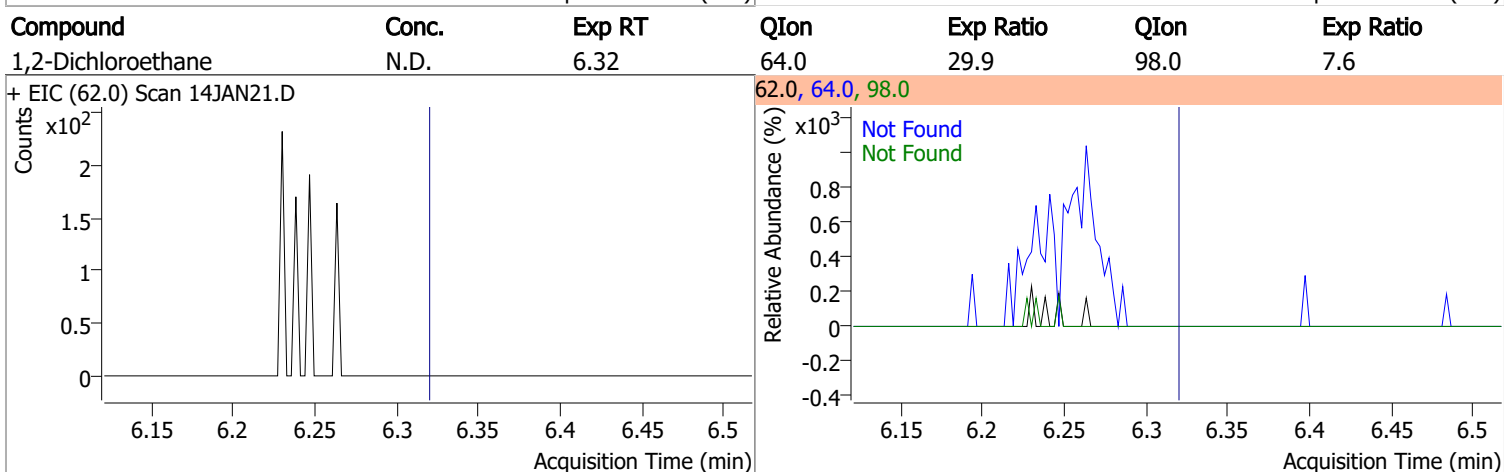 Compound Conc. Exp RT QIon Exp Ratio QIon Exp Ratio
1,2-Dichloroethane N.D. 6.32 64.0 29.9 98.0 7.6
+ EIC (62.0) Scan 14JAN21.D
Counts
x10²
2
1.5
1
0.5
0
6.15 6.2 6.25 6.3 6.35 6.4 6.45 6.5
Acquisition Time (min)
62.0, 64.0, 98.0
Relative Abundance (%)
x10³
Not Found
Not Found
0.8
0.6
0.4
0.2
0
-0.2
-0.4
6.15 6.2 6.25 6.3 6.35 6.4 6.45 6.5
Acquisition Time (min)